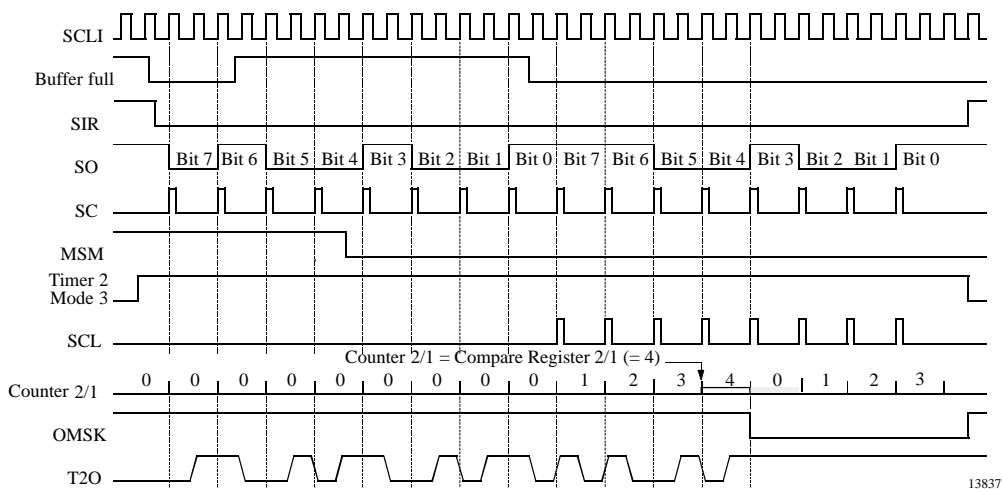 SCLI
Buffer full
SIR
SO Bit 7 Bit 6 Bit 5 Bit 4 Bit 3 Bit 2 Bit 1 Bit 0 Bit 7 Bit 6 Bit 5 Bit 4 Bit 3 Bit 2 Bit 1 Bit 0
SC
MSM
Timer 2
Mode 3
SCL
Counter 2/1 = Compare Register 2/1 (= 4)
Counter 2/1 0 0 0 0 0 0 0 0 0 1 2 3 4 0 1 2 3
OMSK
T2O
13837